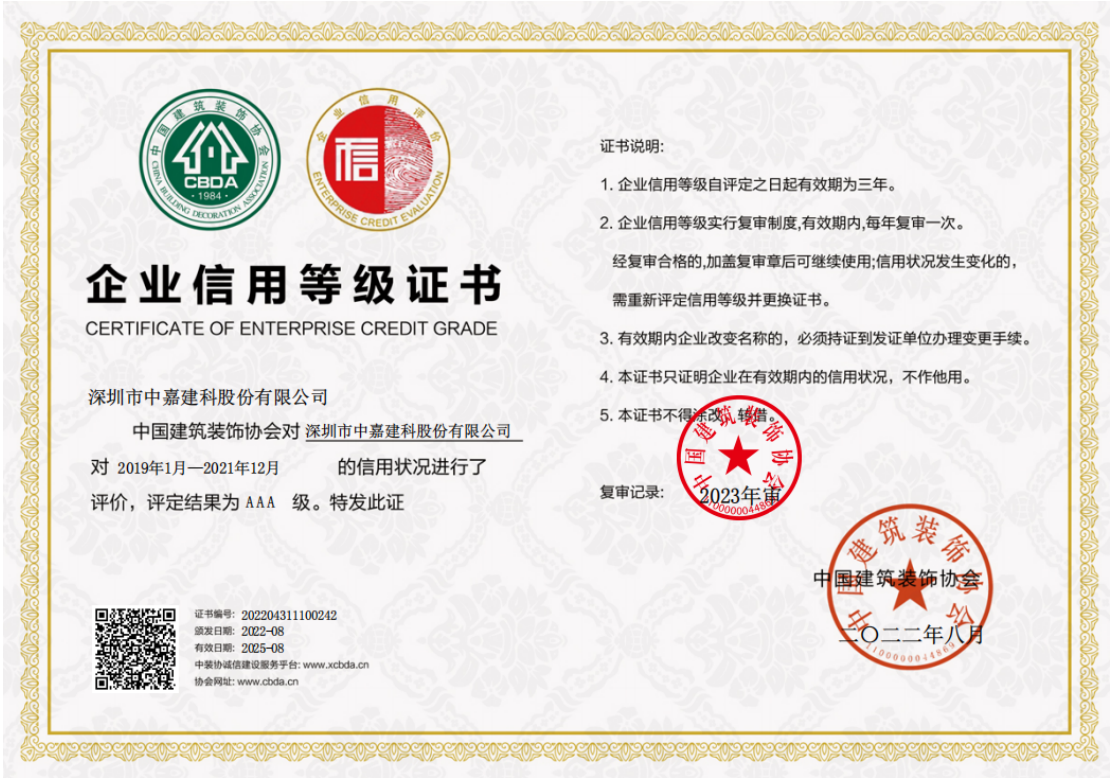 中国建筑装饰协会
CBDA
·1984·
CHINA BUILDING DECORATION ASSOCIATION
企业信用评价
信
ENTERPRISE CREDIT EVALUATION
企业信用等级证书
CERTIFICATE OF ENTERPRISE CREDIT GRADE
深圳市中嘉建科股份有限公司
中国建筑装饰协会对 深圳市中嘉建科股份有限公司
对 2019年1月—2021年12月 的信用状况进行了
评价，评定结果为 AAA 级。特发此证
证书编号: 202204311100242
颁发日期: 2022-08
有效日期: 2025-08
中装协诚信建设服务平台: www.xcbda.cn
协会网址: www.cbda.cn
证书说明:
1. 企业信用等级自评定之日起有效期为三年。
2. 企业信用等级实行复审制度,有效期内,每年复审一次。
经复审合格的,加盖复审章后可继续使用;信用状况发生变化的,
需重新评定信用等级并更换证书。
3. 有效期内企业改变名称的，必须持证到发证单位办理变更手续。
4. 本证书只证明企业在有效期内的信用状况，不作他用。
5. 本证书不得涂改、转借。
中国建筑装饰协会
复审记录:
2023年审
中国建筑装饰协会
中国建筑装饰协会
二〇二二年八月